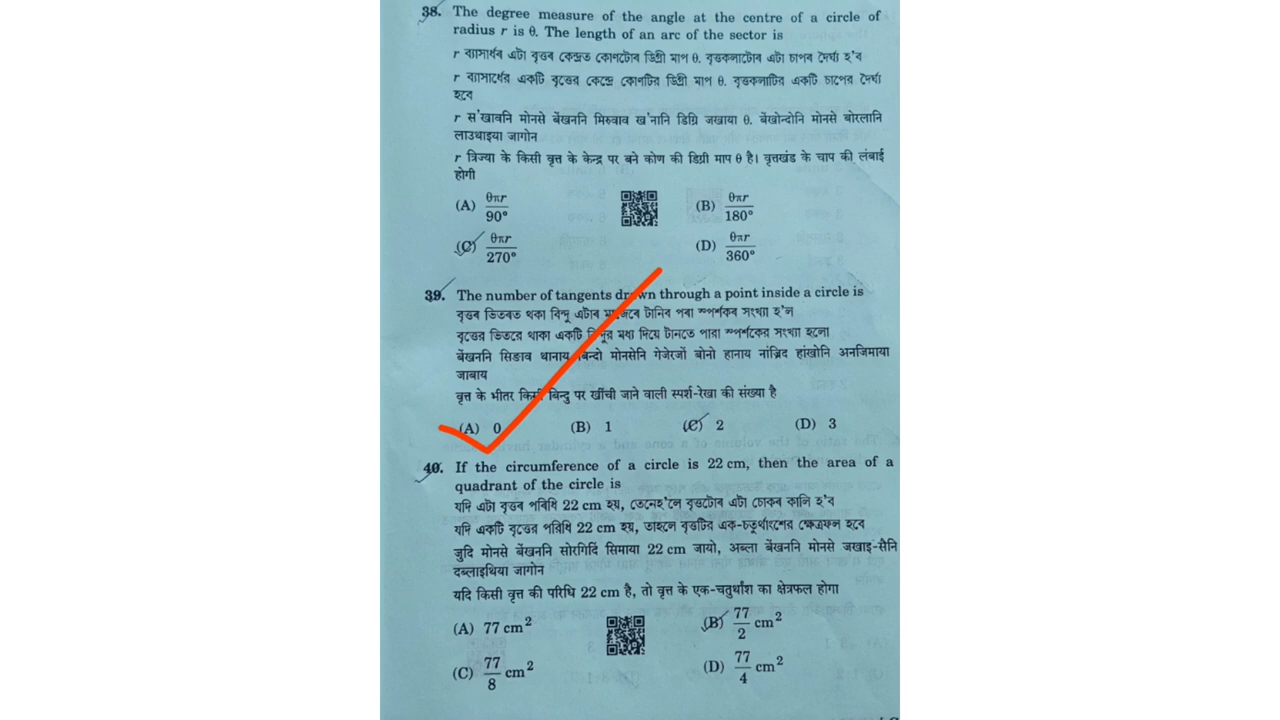 38. The degree measure of the angle at the centre of a circle of
radius r is θ. The length of an arc of the sector is
r ব্যাসাৰ্ধৰ এটা বৃত্তৰ কেন্দ্ৰত কোণটোৰ ডিগ্ৰী মাপ θ. বৃত্তকলাটোৰ এটা চাপৰ দৈৰ্ঘ্য হ'ব
r ব্যাসার্ধের একটি বৃত্তের কেন্দ্রে কোণটির ডিগ্রী মাপ θ. বৃত্তকলাটির একটি চাপের দৈর্ঘ্য
হবে
r स'खावनि मोनसे बेंखननि मिरुवाव ख'नानि डिग्रि जखाया θ. बेंखोन्दोनि मोनसे बोरलानि
लाउथाइया जागोन
r त्रिज्या के किसी वृत्त के केन्द्र पर बने कोण की डिग्री माप θ है। वृत्तखंड के चाप की लंबाई
होगी
(A) θπr/90° (B) θπr/180°
(C) θπr/270° (D) θπr/360°
39. The number of tangents drawn through a point inside a circle is
বৃত্তৰ ভিতৰত থকা বিন্দু এটাৰ মাজেৰে টানিব পৰা স্পৰ্শকৰ সংখ্যা হ'ল
বৃত্তের ভিতরে থাকা একটি বিন্দুর মধ্য দিয়ে টানতে পারা স্পর্শকের সংখ্যা হলো
बेंखननि सिङाव थानाय बिन्दो मोनसेनि गेजेरजों बोनो हानाय नांज्रिद हांखोनि अनजिमाया
जाबाय
वृत्त के भीतर किसी बिन्दु पर खींची जाने वाली स्पर्श-रेखा की संख्या है
(A) 0 (B) 1 (C) 2 (D) 3
40. If the circumference of a circle is 22 cm, then the area of a
quadrant of the circle is
যদি এটা বৃত্তৰ পৰিধি 22 cm হয়, তেনেহ'লে বৃত্তটোৰ এটা চোকৰ কালি হ'ব
যদি একটি বৃত্তের পরিধি 22 cm হয়, তাহলে বৃত্তটির এক-চতুর্থাংশের ক্ষেত্রফল হবে
जुदि मोनसे बेंखननि सोरगिदिं सिमाया 22 cm जायो, अब्ला बेंखननि मोनसे जखाइ-सैनि
दब्लाइथिया जागोन
यदि किसी वृत्त की परिधि 22 cm है, तो वृत्त के एक-चतुर्थांश का क्षेत्रफल होगा
(A) 77 cm² (B) 77/2 cm²
(C) 77/8 cm² (D) 77/4 cm²